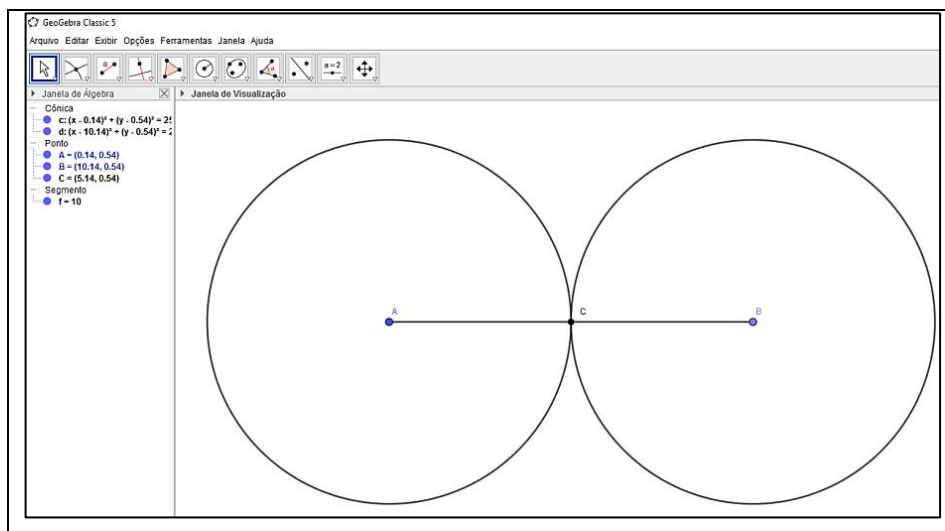 GeoGebra Classic 5
Arquivo Editar Exibir Opções Ferramentas Janela Ajuda
a=2
Janela de Álgebra
Janela de Visualização
Cônica
c: (x - 0.14)² + (y - 0.54)² = 25
d: (x - 10.14)² + (y - 0.54)² = 2
Ponto
A = (0.14, 0.54)
B = (10.14, 0.54)
C = (5.14, 0.54)
Segmento
f = 10
A
C
B